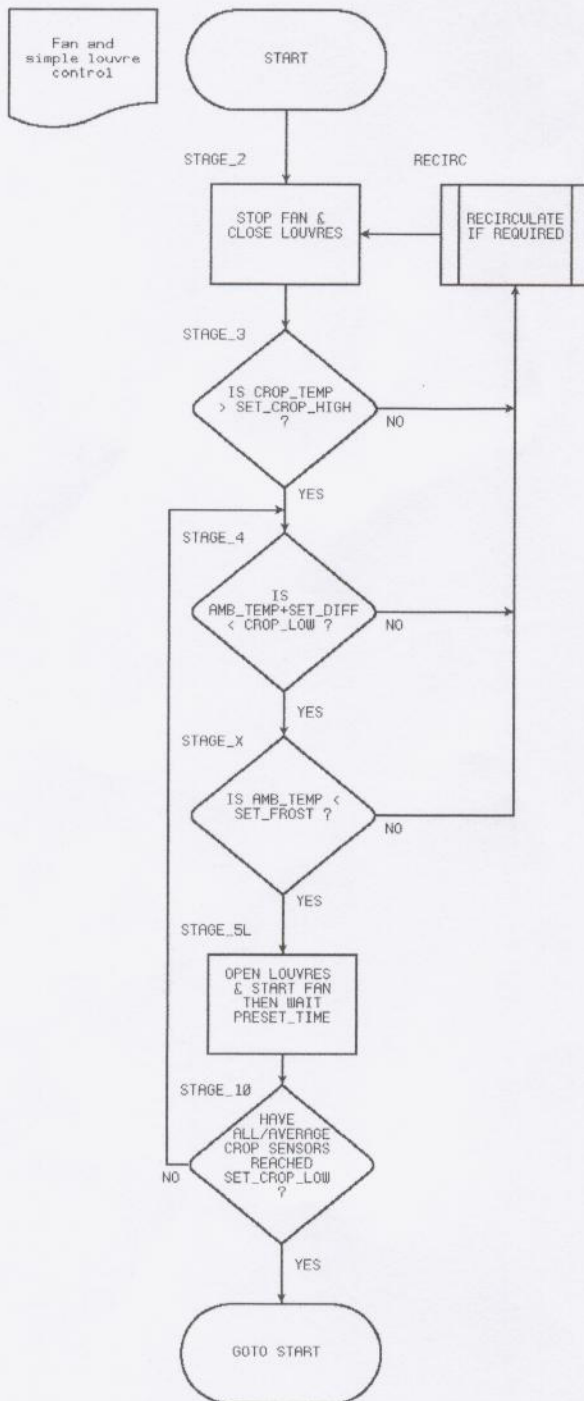 Fan and
simple louvre
control
START
STAGE_2
RECIRC
STOP FAN &
CLOSE LOUVRES
RECIRCULATE
IF REQUIRED
STAGE_3
IS CROP_TEMP
> SET_CROP_HIGH
?
NO
YES
STAGE_4
IS
AMB_TEMP+SET_DIFF
< CROP_LOW ?
NO
YES
STAGE_X
IS AMB_TEMP <
SET_FROST ?
NO
YES
STAGE_5L
OPEN LOUVRES
& START FAN
THEN WAIT
PRESET_TIME
STAGE_10
HAVE
ALL/AVERAGE
CROP SENSORS
REACHED
SET_CROP_LOW
?
NO
YES
GOTO START